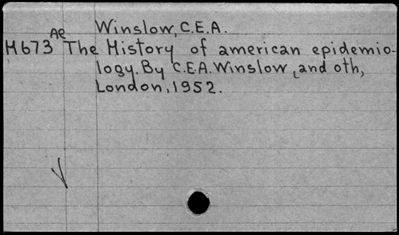 Ae Winslow, C.E.A.
H673 The History of american epidemio-
logy. By C.E.A. Winslow, and oth,
London, 1952.